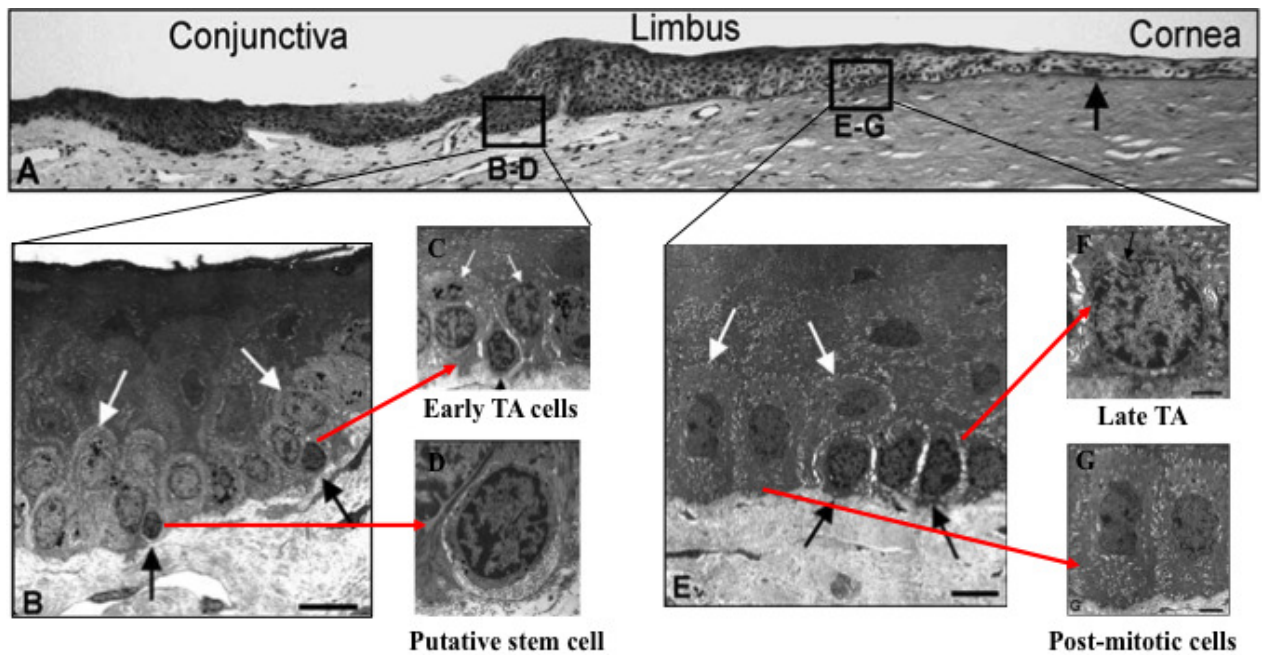 Conjunctiva Limbus Cornea
E-G
B-D
A
C
F
Early TA cells
Late TA
D
G
B
E
G
Putative stem cell
Post-mitotic cells